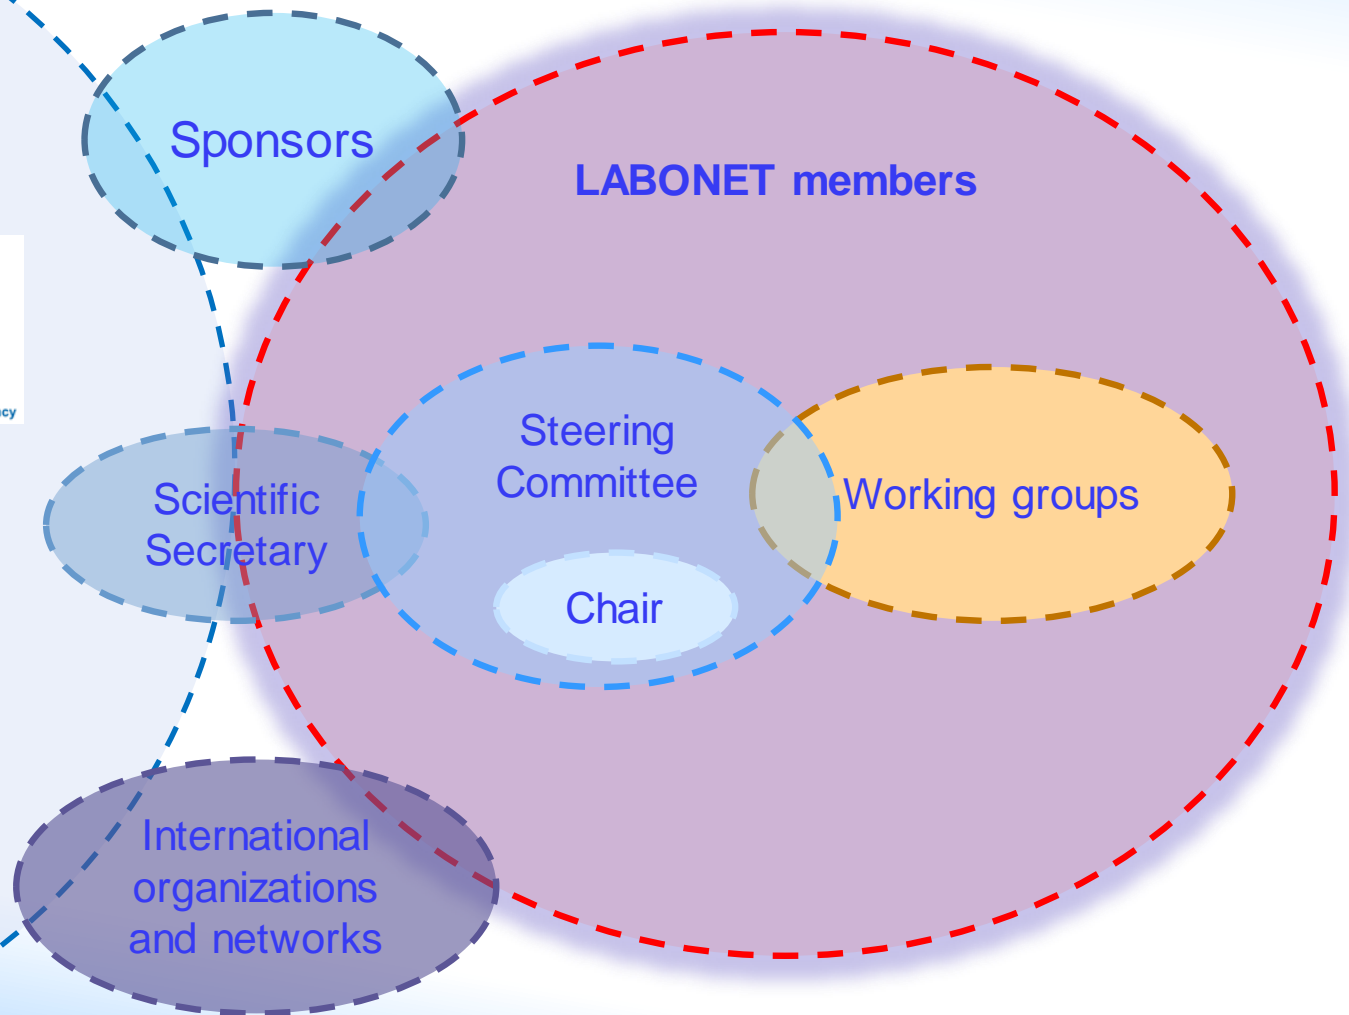 Sponsors
LABONET members
Steering
Committee
Working groups
Scientific
Secretary
Chair
International
organizations
and networks